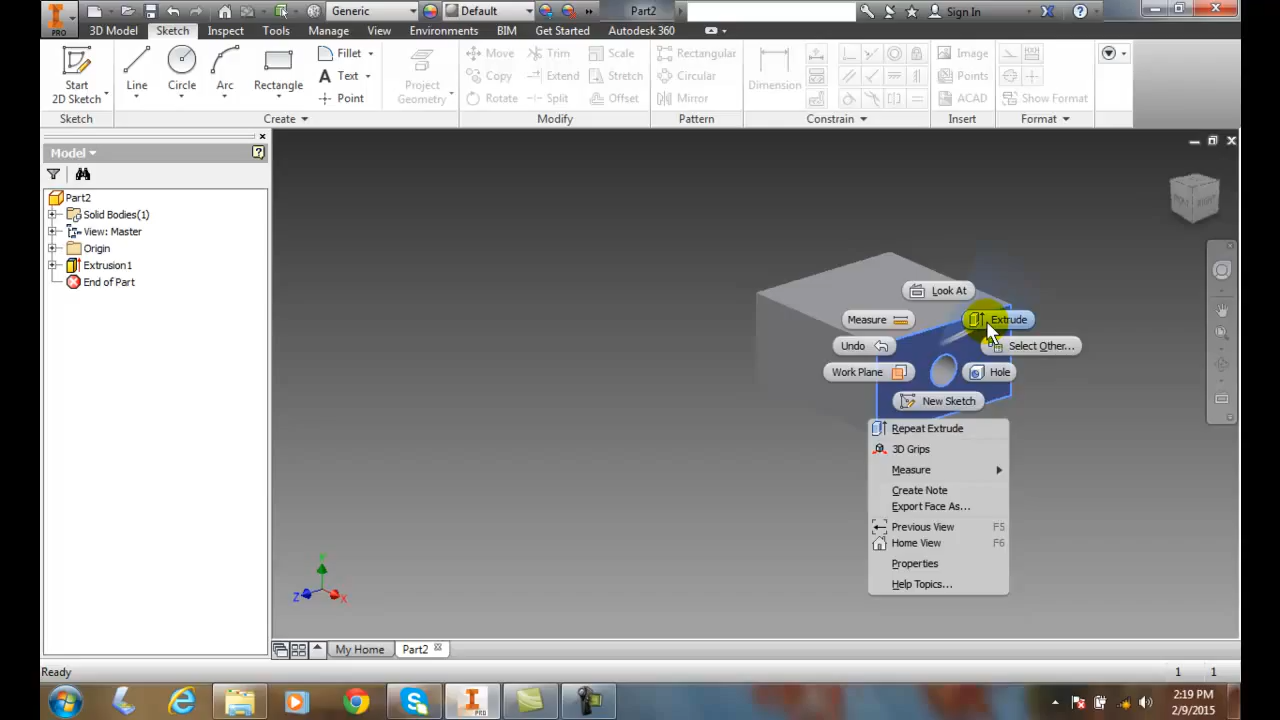 Generic
Default
Part2
Sign In
PRO
3D Model Sketch Inspect Tools Manage View Environments BIM Get Started Autodesk 360
Start
2D Sketch
Line
Circle
Arc
Rectangle
Fillet
Text
Point
Project
Geometry
Move
Copy
Rotate
Trim
Extend
Split
Scale
Stretch
Offset
Rectangular
Circular
Mirror
Dimension
Image
Points
ACAD
Show Format
Sketch
Create
Modify
Pattern
Constrain
Insert
Format
Model
Part2
Solid Bodies(1)
View: Master
Origin
Extrusion1
End of Part
Look At
Measure
Extrude
Undo
Select Other...
Work Plane
Hole
New Sketch
Repeat Extrude
3D Grips
Measure
Create Note
Export Face As...
Previous View F5
Home View F6
Properties
Help Topics...
RIGHT
Y
Z
X
My Home
Part2
Ready
1 1
PRO
2:19 PM
2/9/2015